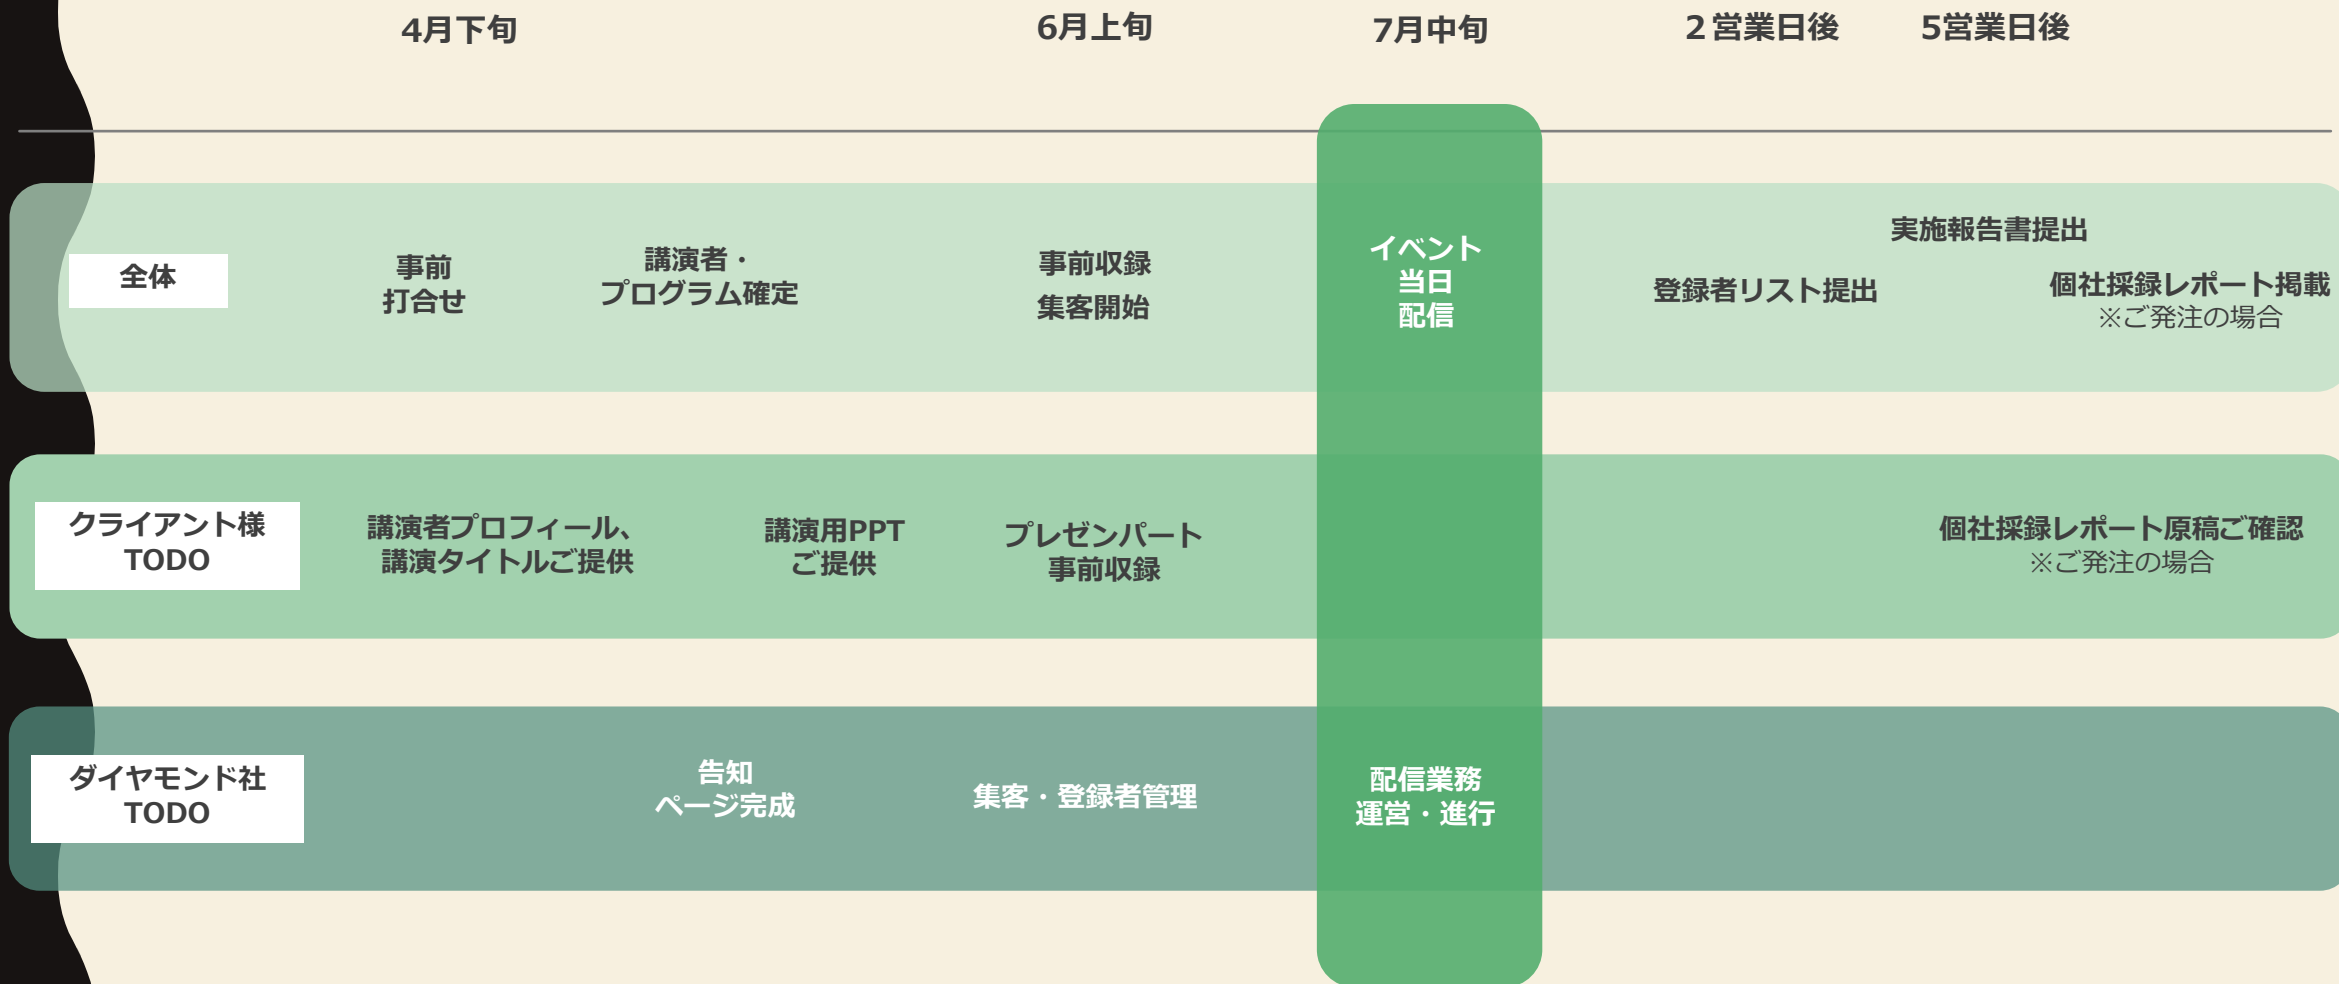 4月下旬
6月上旬
7月中旬
2営業日後
5営業日後
全体
事前
打合せ
講演者・
プログラム確定
事前収録
集客開始
イベント
当日
配信
登録者リスト提出
実施報告書提出
個社採録レポート掲載
※ご発注の場合
クライアント様
TODO
講演者プロフィール、
講演タイトルご提供
講演用PPT
ご提供
プレゼンパート
事前収録
個社採録レポート原稿ご確認
※ご発注の場合
ダイヤモンド社
TODO
告知
ページ完成
集客・登録者管理
配信業務
運営・進行